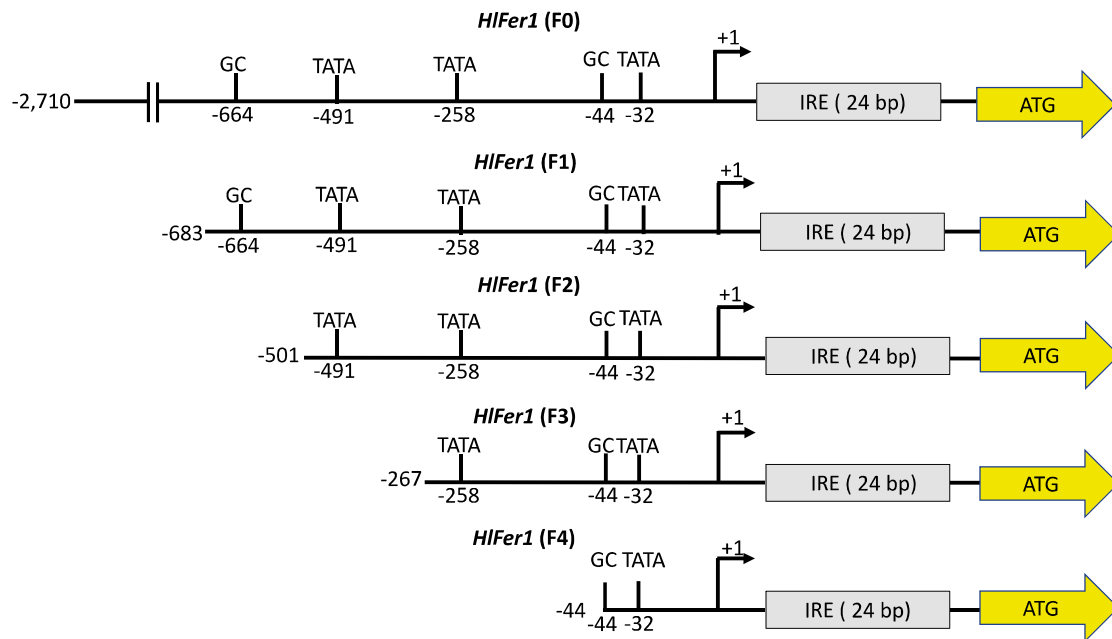 HlFer1 (F0)
+1
GC TATA TATA GC TATA
-2,710 IRE ( 24 bp) ATG
-664 -491 -258 -44 -32
HlFer1 (F1)
+1
GC TATA TATA GC TATA
-683 IRE ( 24 bp) ATG
-664 -491 -258 -44 -32
HlFer1 (F2)
+1
TATA TATA GC TATA
-501 IRE ( 24 bp) ATG
-491 -258 -44 -32
HlFer1 (F3)
+1
TATA GC TATA
-267 IRE ( 24 bp) ATG
-258 -44 -32
HlFer1 (F4)
+1
GC TATA
-44 IRE ( 24 bp) ATG
-44 -32